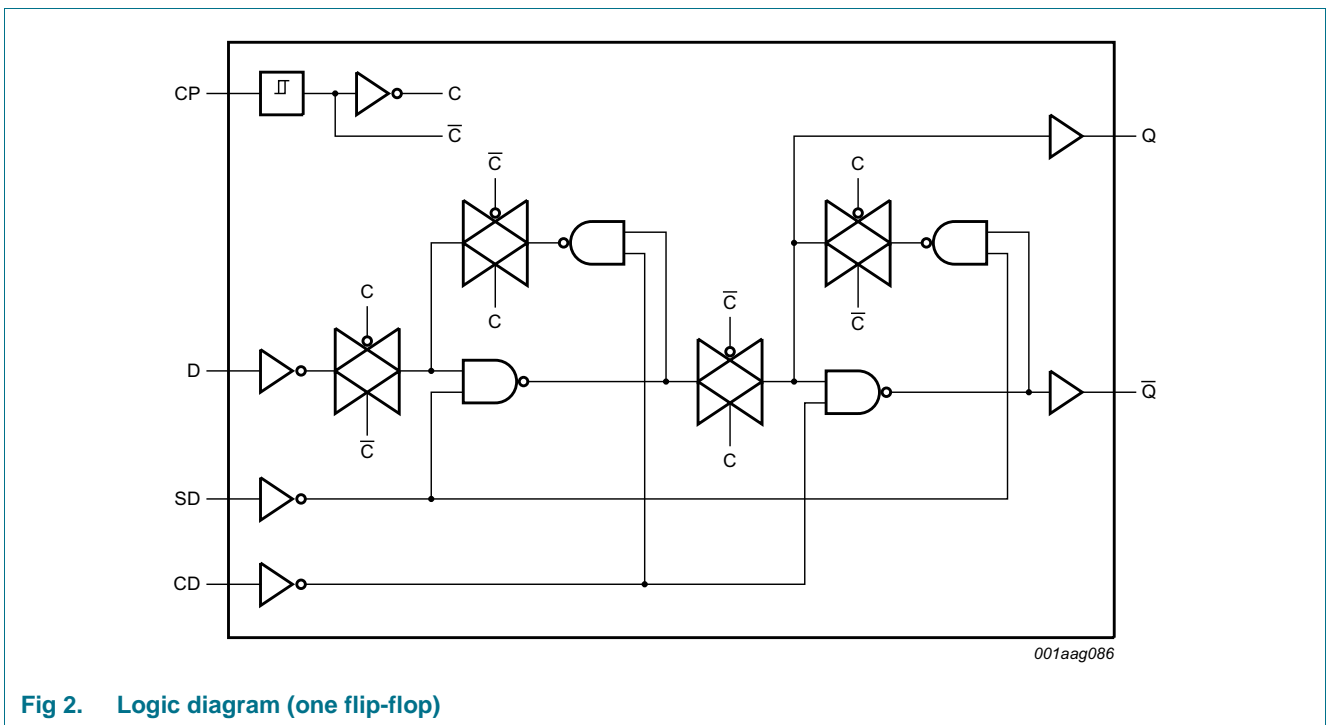 CP
C
C̅
Q
C̅
C
C
C̅
C
C̅
D
Q̅
C̅
C
SD
CD
001aag086
Fig 2. Logic diagram (one flip-flop)